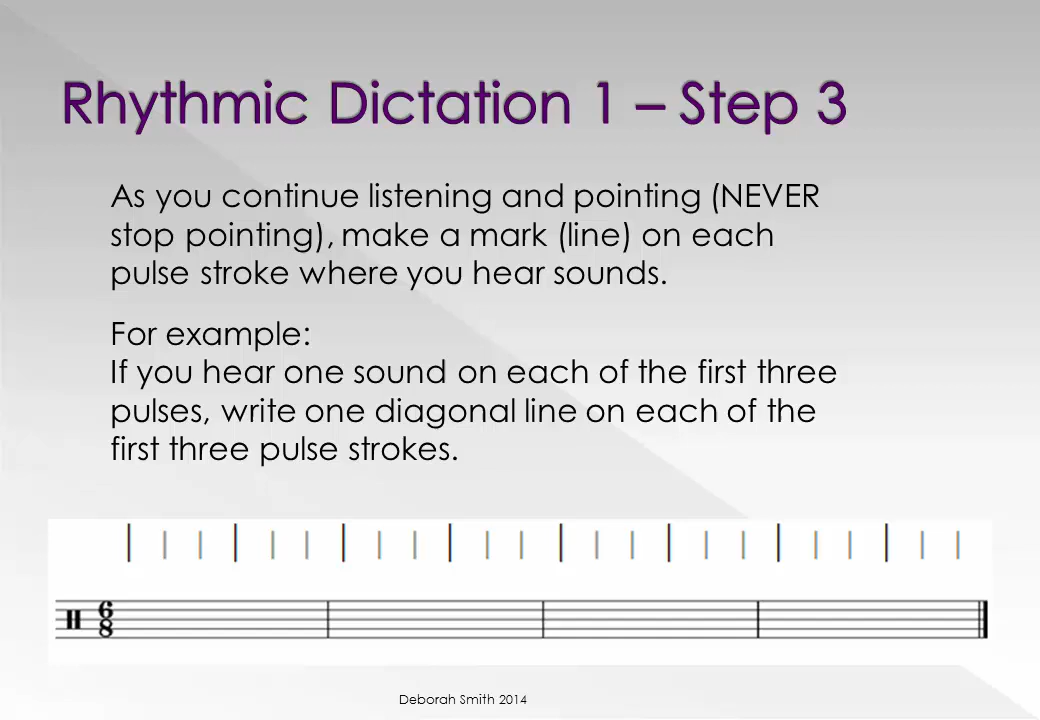 Rhythmic Dictation 1 – Step 3
As you continue listening and pointing (NEVER
stop pointing), make a mark (line) on each
pulse stroke where you hear sounds.
For example:
If you hear one sound on each of the first three
pulses, write one diagonal line on each of the
first three pulse strokes.
6
8
Deborah Smith 2014